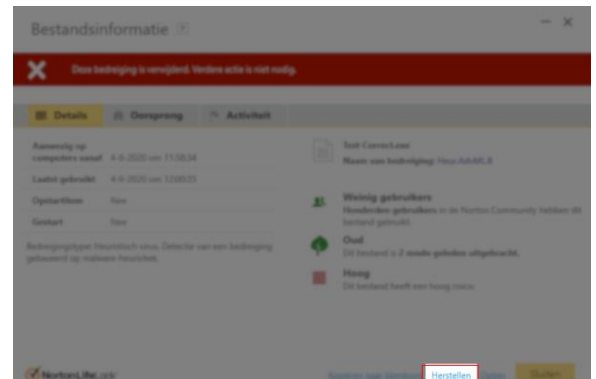 Bestandsinformatie
Deze bedreiging is verwijderd. Verdere actie is niet nodig.
Details
Oorsprong
Activiteit
Aanwezig op
computers vanaf 4-6-2020 om 11:58:34
Laatst gebruikt 4-6-2020 om 12:00:35
Opstartitem Nee
Gestart Nee
Bedreigingstype: Heuristisch virus. Detectie van een bedreiging
gebaseerd op malware-heuristiek.
Naam van bedreiging:
Weinig gebruikers
Honderden gebruikers in de Norton Community hebben dit
bestand gebruikt.
Oud
Dit bestand is 2 maanden geleden uitgebracht.
Hoog
Dit bestand heeft een hoog risico.
NortonLifeLock
Kopiëren naar klembord
Herstellen
Opties
Sluiten